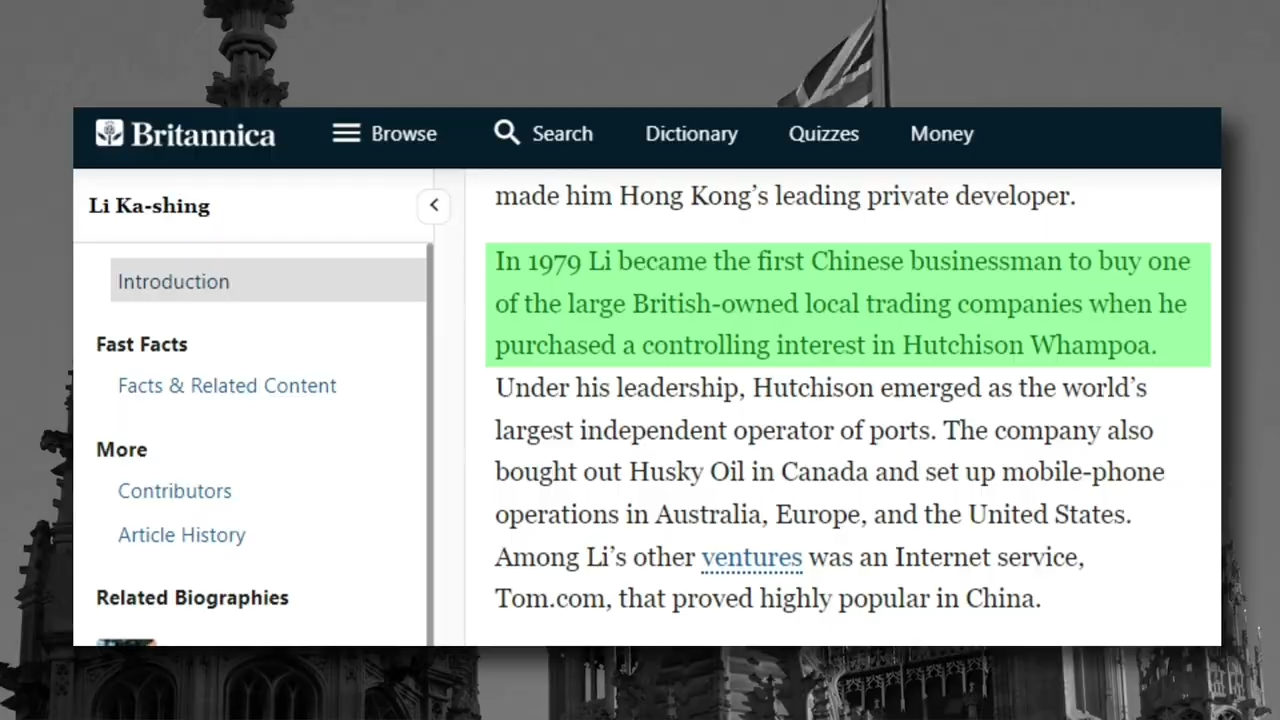 Britannica
Browse
Search
Dictionary
Quizzes
Money
Li Ka-shing
Introduction
Fast Facts
Facts & Related Content
More
Contributors
Article History
Related Biographies
made him Hong Kong’s leading private developer.
In 1979 Li became the first Chinese businessman to buy one
of the large British-owned local trading companies when he
purchased a controlling interest in Hutchison Whampoa.
Under his leadership, Hutchison emerged as the world’s
largest independent operator of ports. The company also
bought out Husky Oil in Canada and set up mobile-phone
operations in Australia, Europe, and the United States.
Among Li’s other ventures was an Internet service,
Tom.com, that proved highly popular in China.